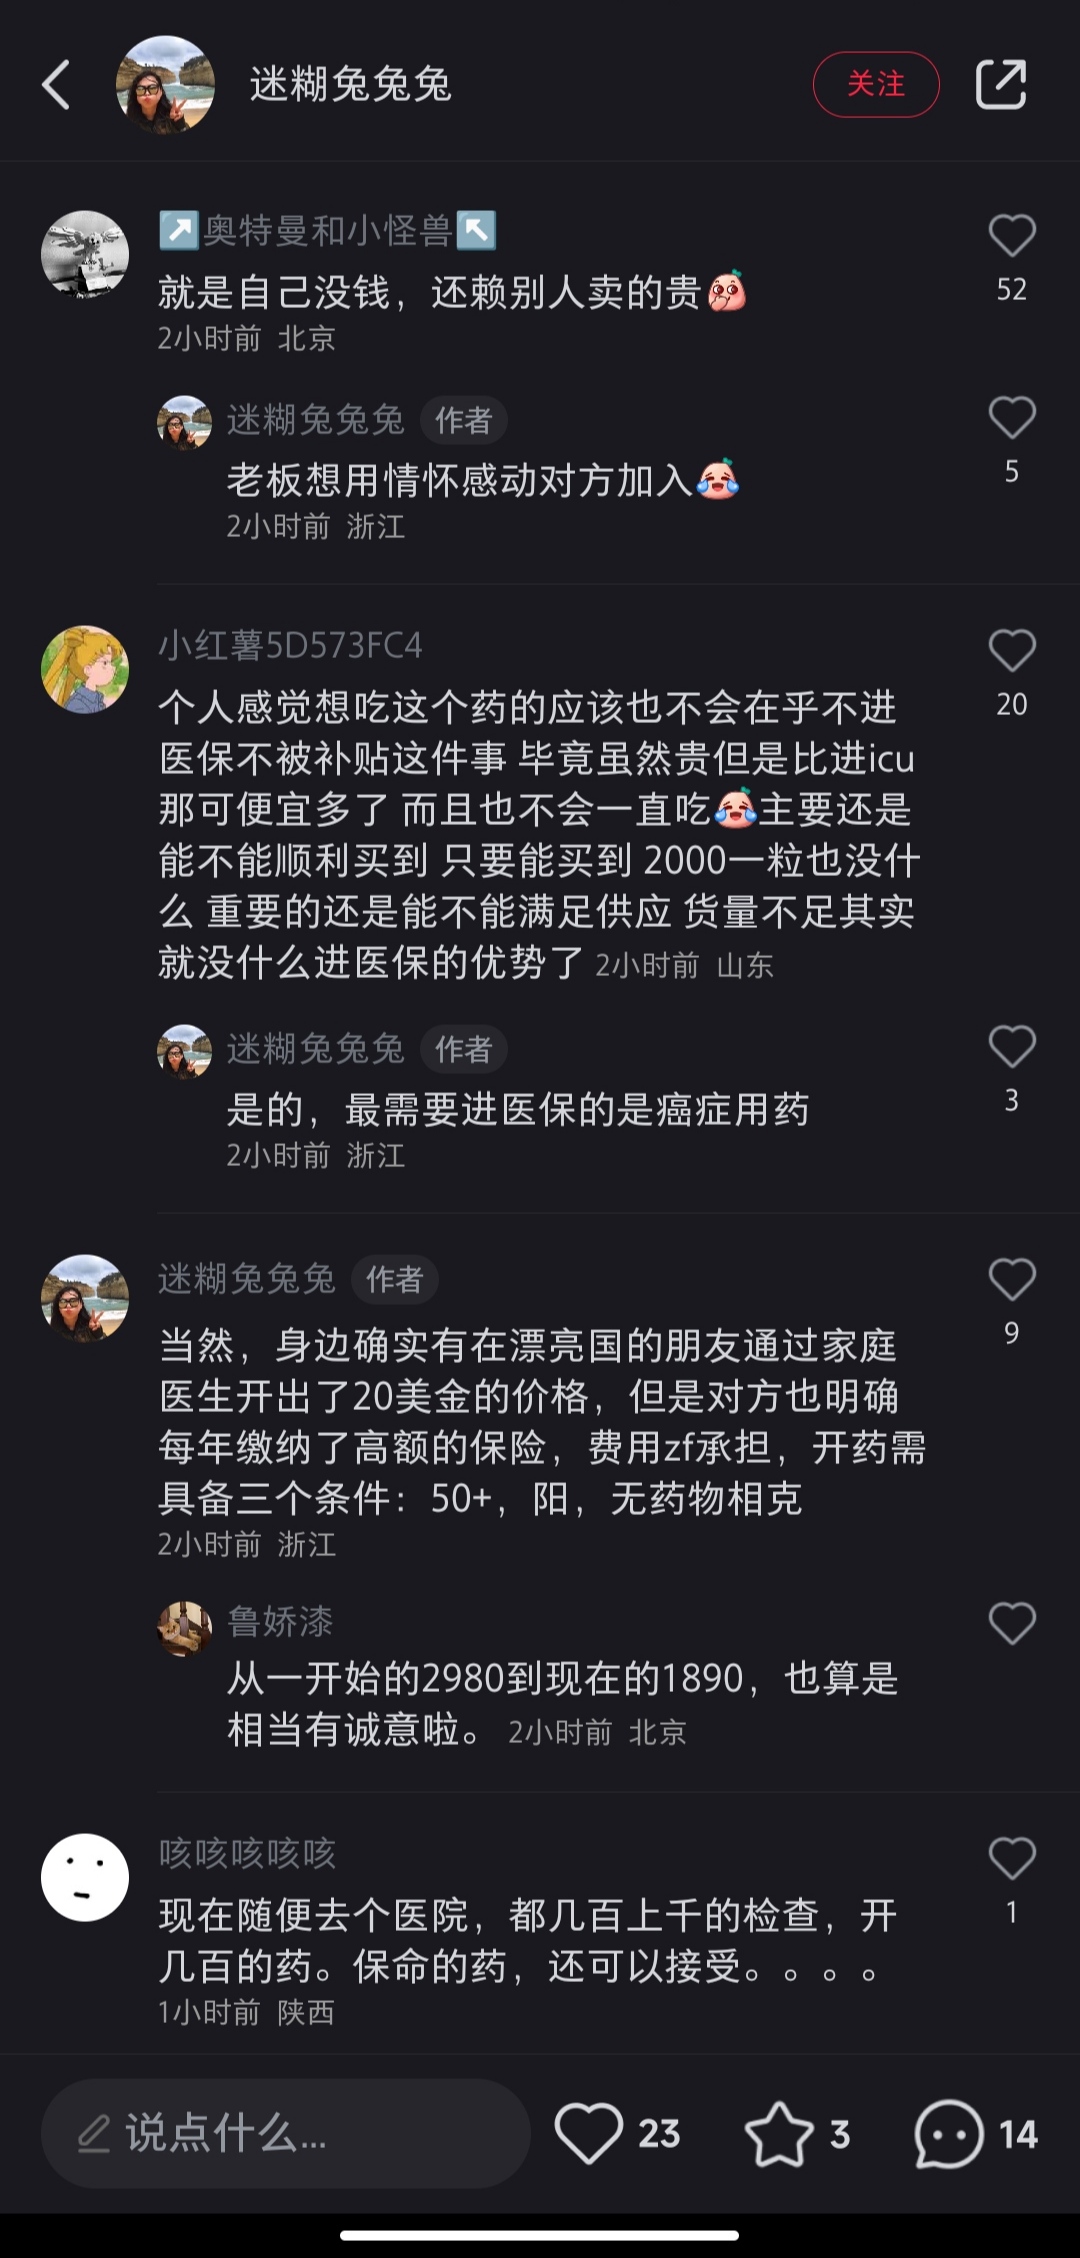 迷糊兔兔兔
关注
↗奥特曼和小怪兽↖
就是自己没钱，还赖别人卖的贵
52
2小时前 北京
迷糊兔兔兔 作者
老板想用情怀感动对方加入
5
2小时前 浙江
小红薯5D573FC4
个人感觉想吃这个药的应该也不会在乎不进
20
医保不被补贴这件事 毕竟虽然贵但是比进icu
那可便宜多了 而且也不会一直吃😂主要还是
能不能顺利买到 只要能买到 2000一粒也没什
么 重要的还是能不能满足供应 货量不足其实
就没什么进医保的优势了 2小时前 山东
迷糊兔兔兔 作者
是的，最需要进医保的是癌症用药
3
2小时前 浙江
迷糊兔兔兔 作者
当然，身边确实有在漂亮国的朋友通过家庭
9
医生开出了20美金的价格，但是对方也明确
每年缴纳了高额的保险，费用zf承担，开药需
具备三个条件：50+，阳，无药物相克
2小时前 浙江
鲁娇漆
从一开始的2980到现在的1890，也算是
相当有诚意啦。 2小时前 北京
咳咳咳咳咳
现在随便去个医院，都几百上千的检查，开
1
几百的药。保命的药，还可以接受。。。。
1小时前 陕西
说点什么...
23
3
14